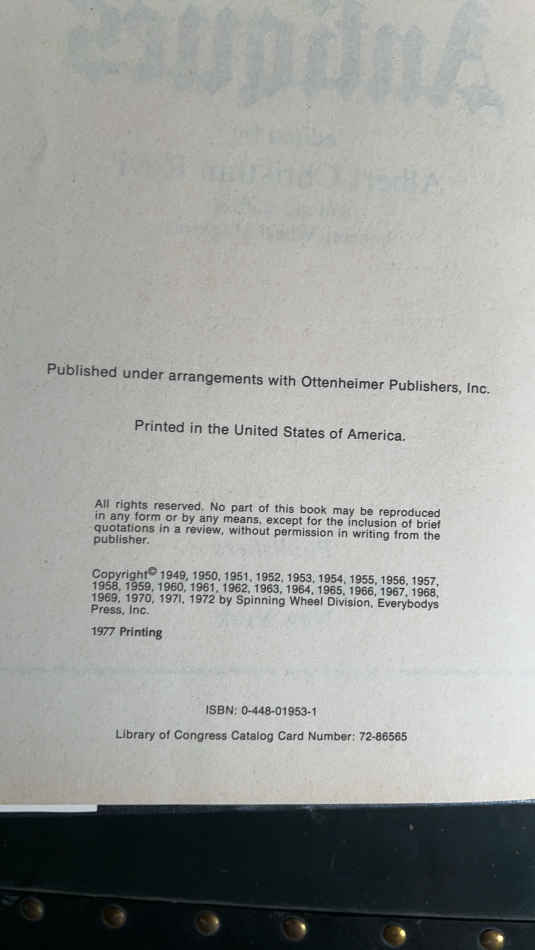 Published under arrangements with Ottenheimer Publishers, Inc.
Printed in the United States of America.
All rights reserved. No part of this book may be reproduced
in any form or by any means, except for the inclusion of brief
quotations in a review, without permission in writing from the
publisher.
Copyright© 1949, 1950, 1951, 1952, 1953, 1954, 1955, 1956, 1957,
1958, 1959, 1960, 1961, 1962, 1963, 1964, 1965, 1966, 1967, 1968,
1969, 1970, 1971, 1972 by Spinning Wheel Division, Everybodys
Press, Inc.
1977 Printing
ISBN: 0-448-01953-1
Library of Congress Catalog Card Number: 72-86565